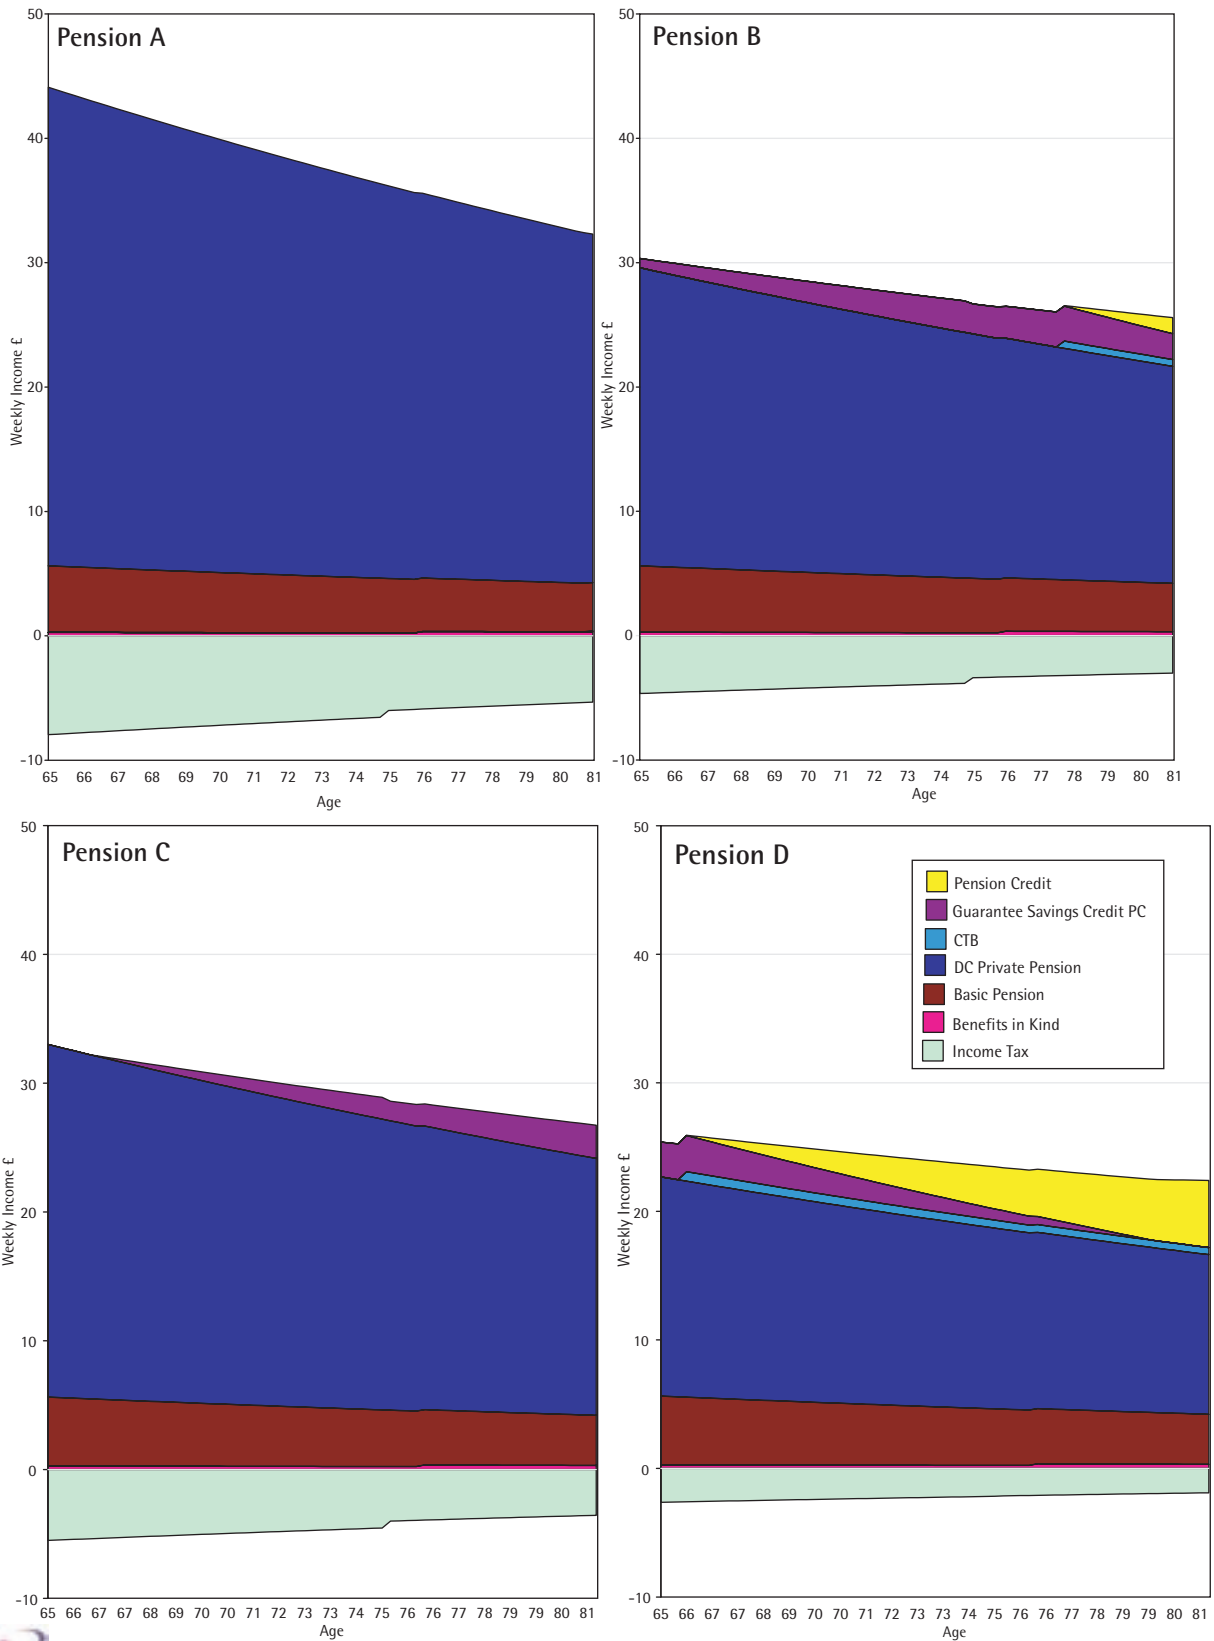 Pension A
50
40
30
20
10
0
-10
Weekly Income £
65 66 67 68 69 70 71 72 73 74 75 76 77 78 79 80 81
Age
Pension B
50
40
30
20
10
0
-10
Weekly Income £
65 66 67 68 69 70 71 72 73 74 75 76 77 78 79 80 81
Age
Pension C
50
40
30
20
10
0
-10
Weekly Income £
65 66 67 67 68 69 70 70 71 72 73 73 74 75 76 76 77 78 79 79 80 81
Age
Pension D
50
40
30
20
10
0
-10
Weekly Income £
Pension Credit
Guarantee Savings Credit PC
CTB
DC Private Pension
Basic Pension
Benefits in Kind
Income Tax
65 66 67 67 68 69 70 70 71 72 73 73 74 75 76 76 77 78 79 79 80 81
Age